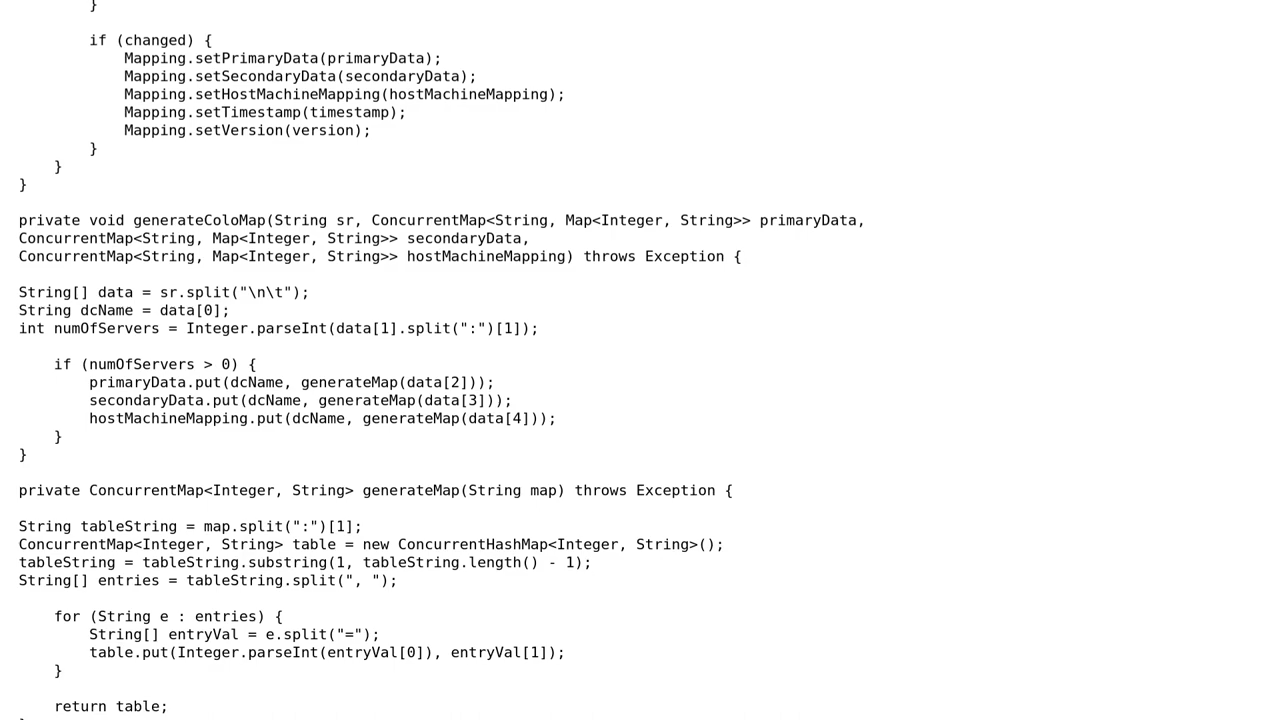 }
if (changed) {
Mapping.setPrimaryData(primaryData);
Mapping.setSecondaryData(secondaryData);
Mapping.setHostMachineMapping(hostMachineMapping);
Mapping.setTimestamp(timestamp);
Mapping.setVersion(version);
}
}
}
private void generateColoMap(String sr, ConcurrentMap<String, Map<Integer, String>> primaryData,
ConcurrentMap<String, Map<Integer, String>> secondaryData,
ConcurrentMap<String, Map<Integer, String>> hostMachineMapping) throws Exception {
String[] data = sr.split("\n\t");
String dcName = data[0];
int numOfServers = Integer.parseInt(data[1].split(":")[1]);
if (numOfServers > 0) {
primaryData.put(dcName, generateMap(data[2]));
secondaryData.put(dcName, generateMap(data[3]));
hostMachineMapping.put(dcName, generateMap(data[4]));
}
}
private ConcurrentMap<Integer, String> generateMap(String map) throws Exception {
String tableString = map.split(":")[1];
ConcurrentMap<Integer, String> table = new ConcurrentHashMap<Integer, String>();
tableString = tableString.substring(1, tableString.length() - 1);
String[] entries = tableString.split(", ");
for (String e : entries) {
String[] entryVal = e.split("=");
table.put(Integer.parseInt(entryVal[0]), entryVal[1]);
}
return table;